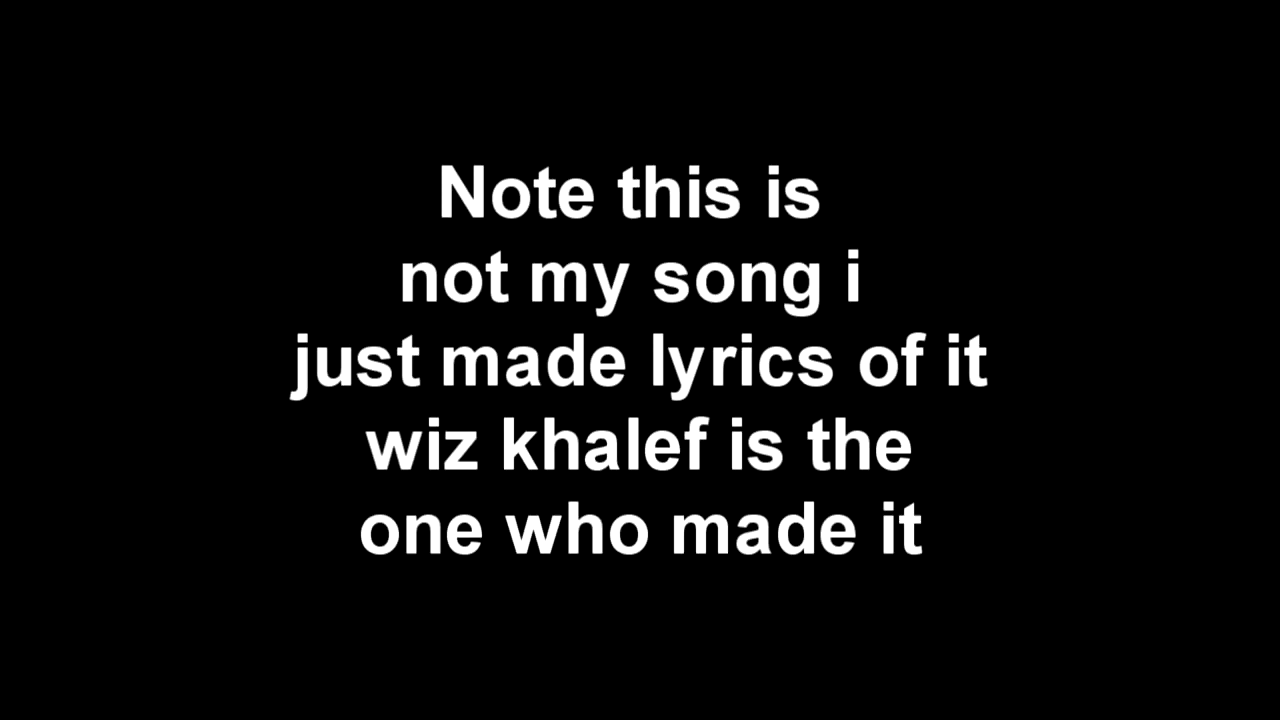 Note this is
not my song i
just made lyrics of it
wiz khalef is the
one who made it